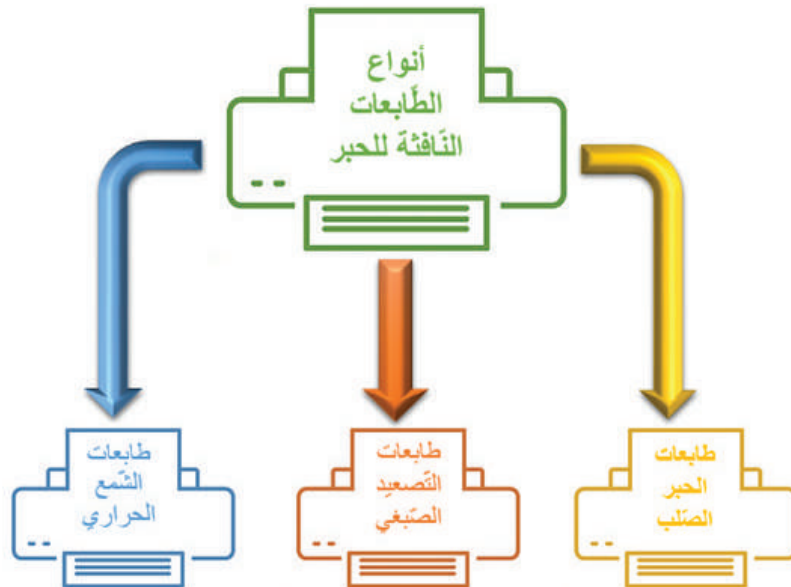 أنواع
الطَّابعات
النّافثة للحبر
طابعات
الحبر
الصّلب
طابعات
التّصعيد
الصّبغي
طابعات
الشّمع
الحراري